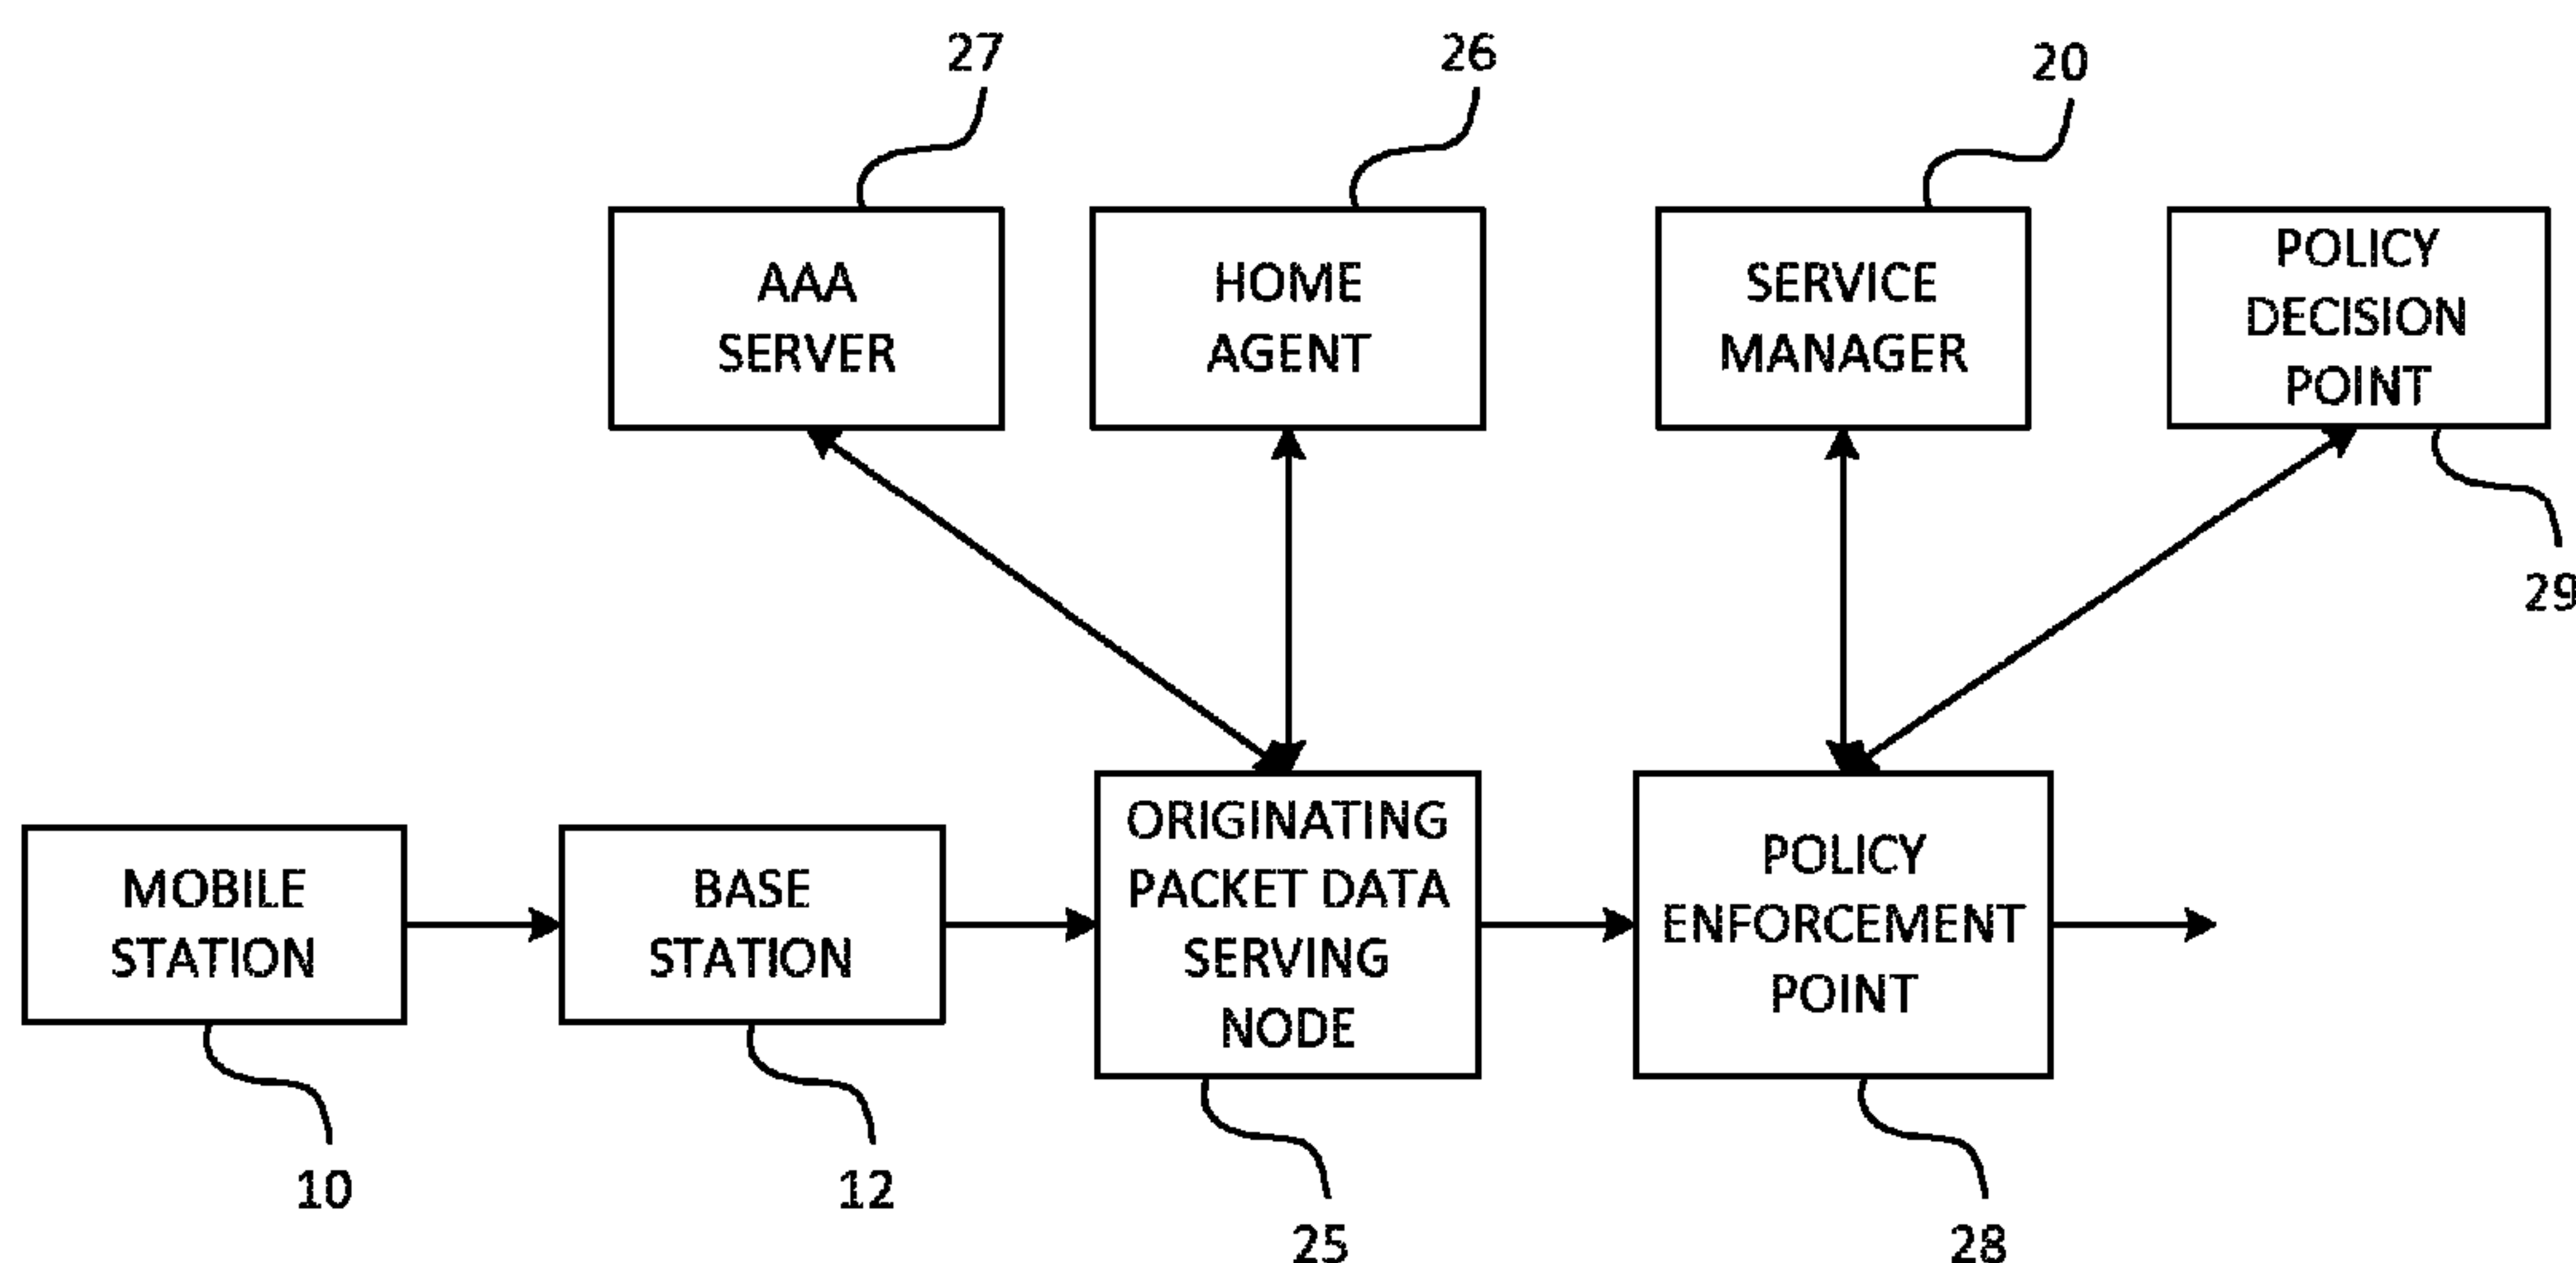 27
26
20
AAA
SERVER
HOME
AGENT
SERVICE
MANAGER
POLICY
DECISION
POINT
29
MOBILE
STATION
BASE
STATION
ORIGINATING
PACKET DATA
SERVING
NODE
POLICY
ENFORCEMENT
POINT
10
12
25
28